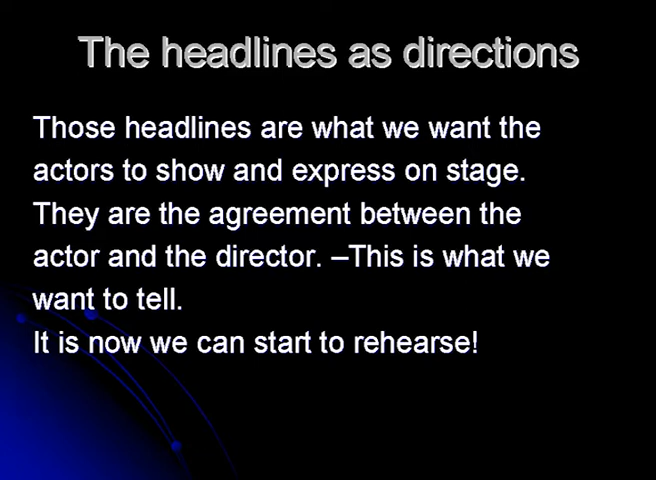 The headlines as directions
Those headlines are what we want the
actors to show and express on stage.
They are the agreement between the
actor and the director. –This is what we
want to tell.
It is now we can start to rehearse!